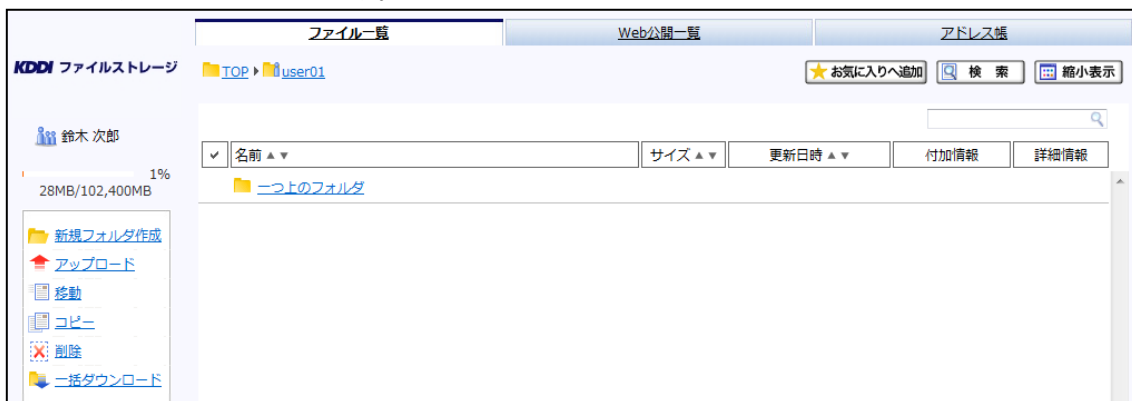 ファイル一覧 Web公開一覧 アドレス帳
KDDI ファイルストレージ
TOP user01
お気に入りへ追加 検 索 縮小表示
鈴木 次郎
1%
28MB/102,400MB
名前▲▼ サイズ▲▼ 更新日時▲▼ 付加情報 詳細情報
一つ上のフォルダ
新規フォルダ作成
アップロード
移動
コピー
削除
一括ダウンロード